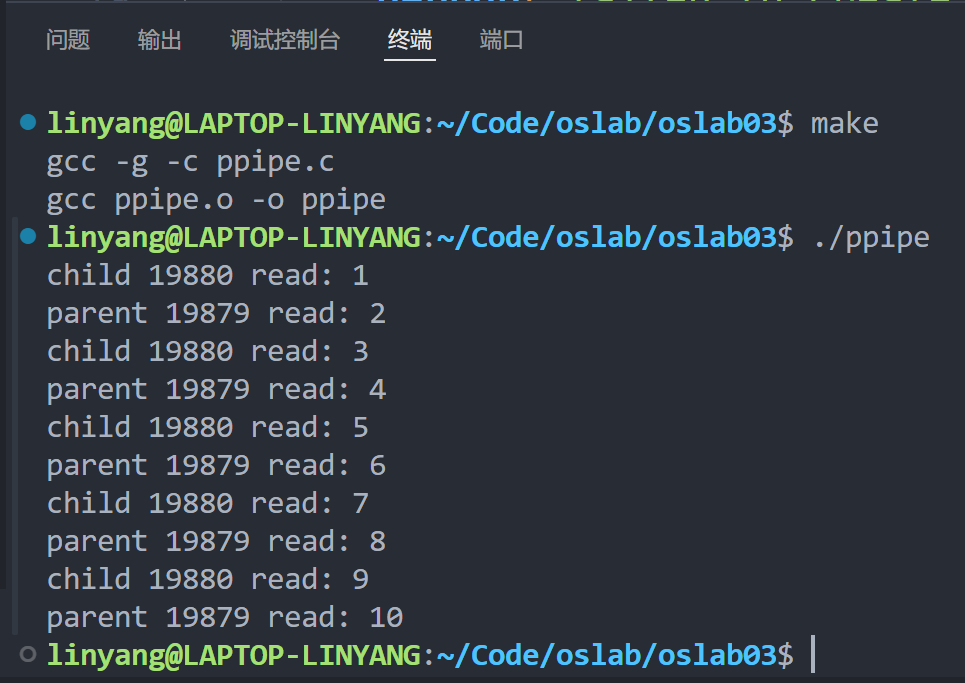 问题 输出 调试控制台 终端 端口
linyang@LAPTOP-LINYANG:~/Code/oslab/oslab03$ make
gcc -g -c ppipe.c
gcc ppipe.o -o ppipe
linyang@LAPTOP-LINYANG:~/Code/oslab/oslab03$ ./ppipe
child 19880 read: 1
parent 19879 read: 2
child 19880 read: 3
parent 19879 read: 4
child 19880 read: 5
parent 19879 read: 6
child 19880 read: 7
parent 19879 read: 8
child 19880 read: 9
parent 19879 read: 10
linyang@LAPTOP-LINYANG:~/Code/oslab/oslab03$